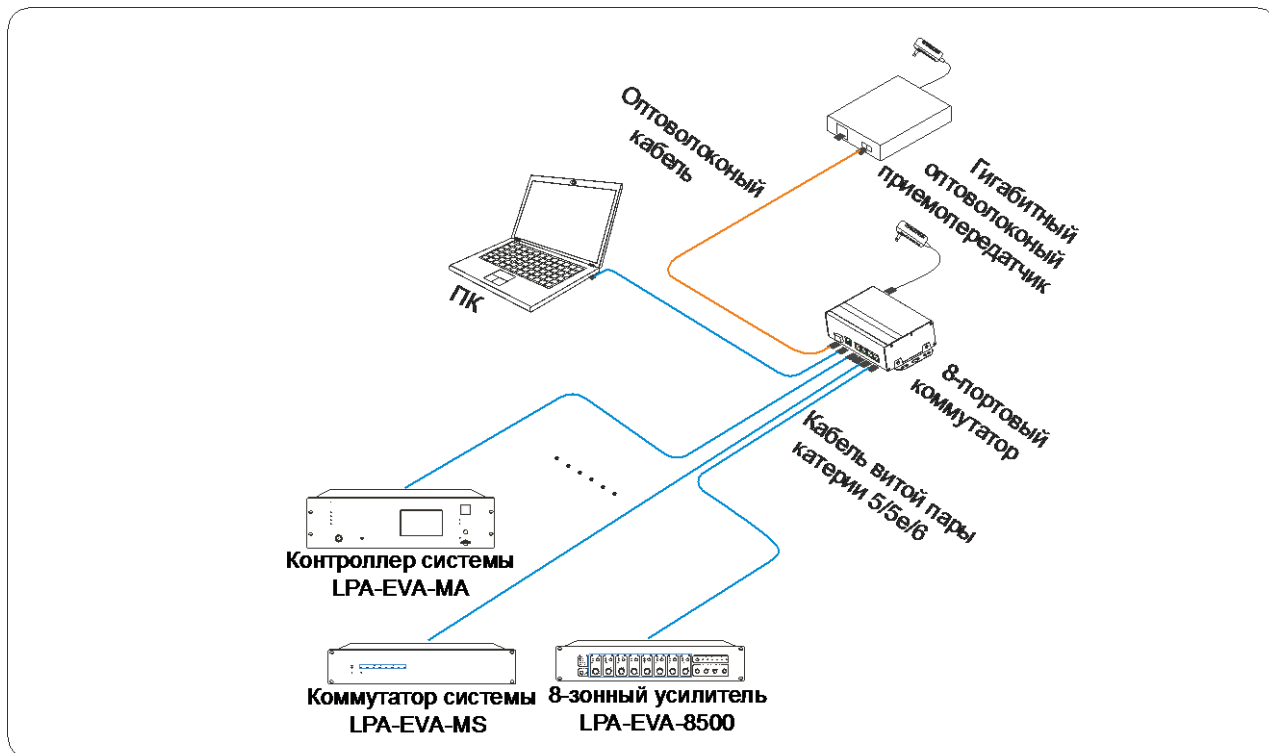 Оптоволоконый
кабель
Гигабитный
оптоволоконый
приемопередатчик
ПК
8-портовый
коммутатор
Кабель витой пары
катерии 5/5е/6
Контроллер системы
LPA-EVA-MA
Коммутатор системы
LPA-EVA-MS
8-зонный усилитель
LPA-EVA-8500